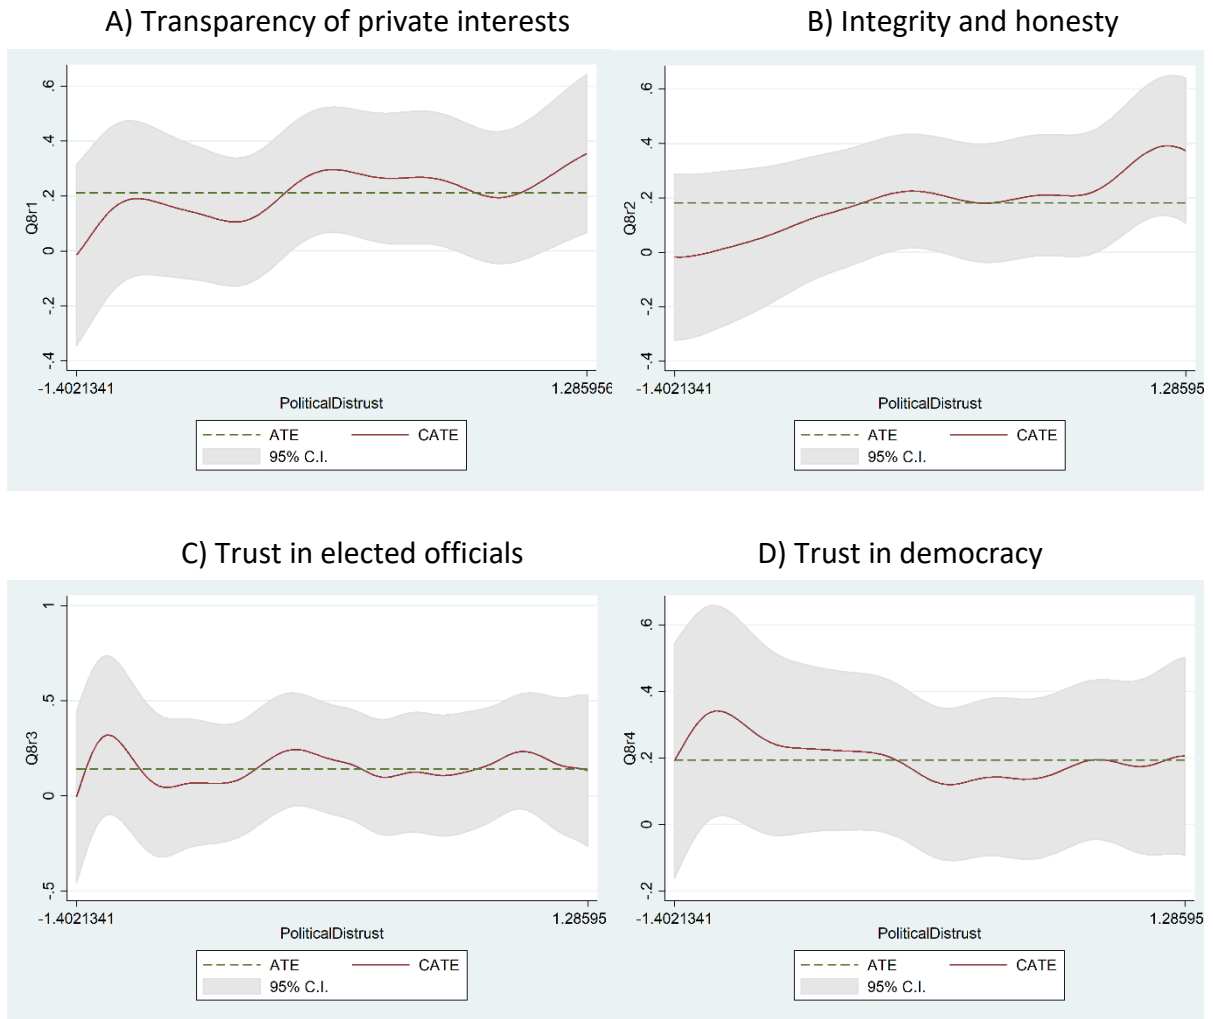 A) Transparency of private interests
Q8r1
.6
.4
.2
0
-.2
-.4
-1.4021341
1.285956
PoliticalDistrust
ATE
CATE
95% C.I.
B) Integrity and honesty
Q8r2
.6
.4
.2
0
-.2
-.4
-1.4021341
1.28595
PoliticalDistrust
ATE
CATE
95% C.I.
C) Trust in elected officials
Q8r3
1
.5
0
-.5
-1.4021341
1.28595
PoliticalDistrust
ATE
CATE
95% C.I.
D) Trust in democracy
Q8r4
.6
.4
.2
0
-.2
-1.4021341
1.28595
PoliticalDistrust
ATE
CATE
95% C.I.